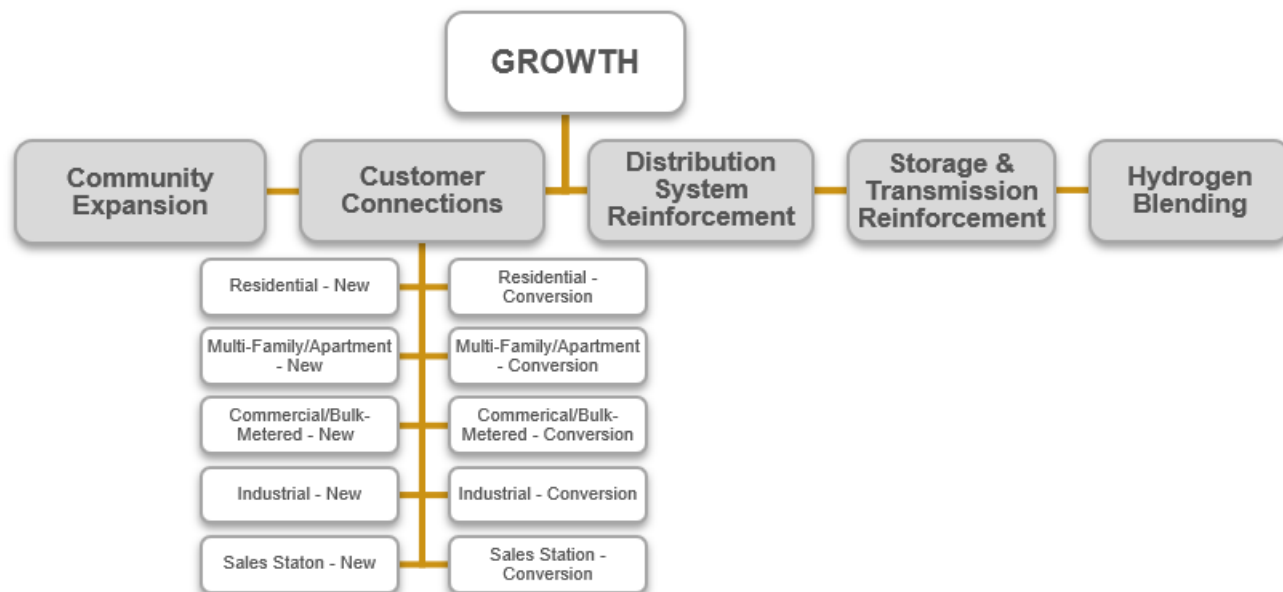 GROWTH
Community
Expansion
Customer
Connections
Distribution
System
Reinforcement
Storage &
Transmission
Reinforcement
Hydrogen
Blending
Residential - New
Residential -
Conversion
Multi-Family/Apartment
- New
Multi-Family/Apartment
- Conversion
Commercial/Bulk-
Metered - New
Commerical/Bulk-
Metered - Conversion
Industrial - New
Industrial - Conversion
Sales Staton - New
Sales Station -
Conversion